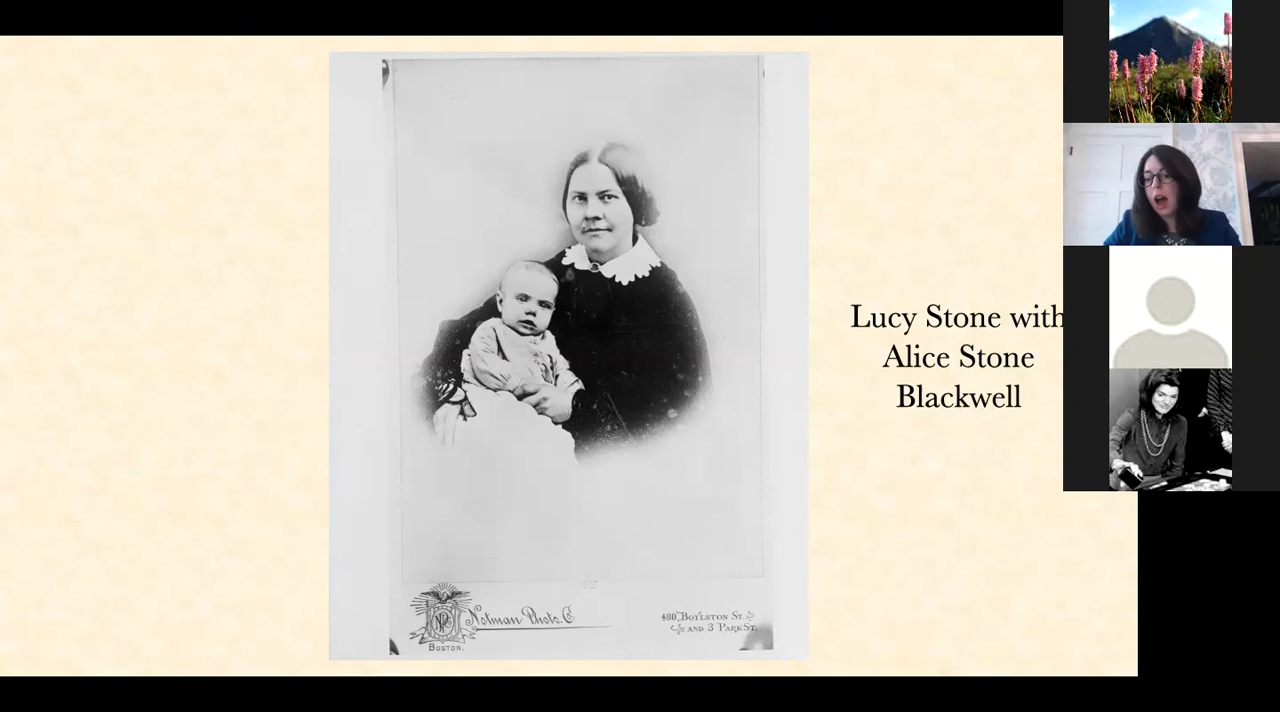 Lucy Stone with
Alice Stone
Blackwell
Notman Photo. Co
480 Boylston St.
and 3 Park St.
Boston.